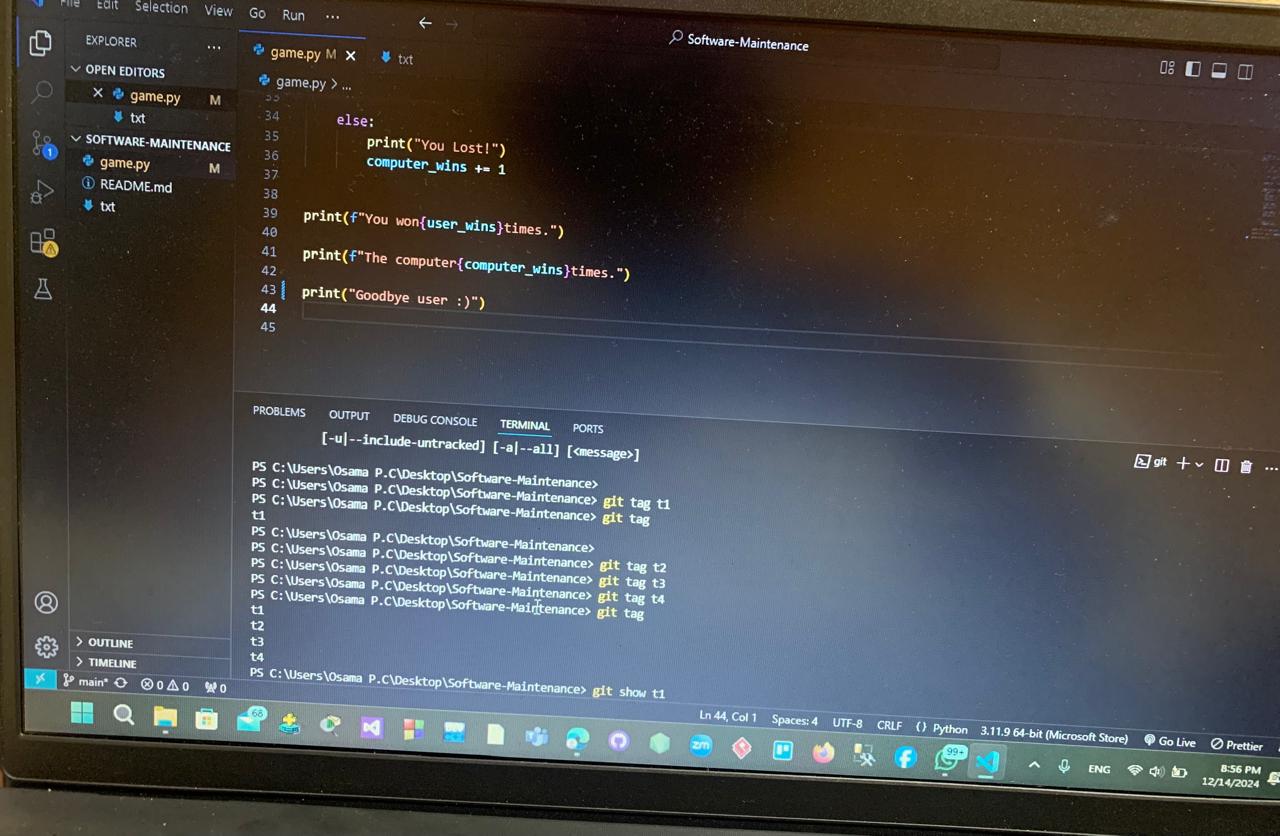 File Edit Selection View Go Run ...
Software-Maintenance
EXPLORER
...
game.py M
txt
OPEN EDITORS
game.py > ...
game.py M
txt
SOFTWARE-MAINTENANCE
game.py M
README.md
txt
1
33
34 else:
35 print("You Lost!")
36 computer_wins += 1
37
38
39 print(f"You won{user_wins}times.")
40
41 print(f"The computer{computer_wins}times.")
42
43 print("Goodbye user :)")
44
45
PROBLEMS OUTPUT DEBUG CONSOLE TERMINAL PORTS
git
[-u|--include-untracked] [-a|--all] [<message>]
PS C:\Users\Osama P.C\Desktop\Software-Maintenance>
PS C:\Users\Osama P.C\Desktop\Software-Maintenance> git tag t1
PS C:\Users\Osama P.C\Desktop\Software-Maintenance> git tag
t1
PS C:\Users\Osama P.C\Desktop\Software-Maintenance>
PS C:\Users\Osama P.C\Desktop\Software-Maintenance> git tag t2
PS C:\Users\Osama P.C\Desktop\Software-Maintenance> git tag t3
PS C:\Users\Osama P.C\Desktop\Software-Maintenance> git tag t4
PS C:\Users\Osama P.C\Desktop\Software-Maintenance> git tag
t1
t2
t3
t4
PS C:\Users\Osama P.C\Desktop\Software-Maintenance> git show t1
OUTLINE
TIMELINE
main* 0 0 0
Ln 44, Col 1 Spaces: 4 UTF-8 CRLF {} Python 3.11.9 64-bit (Microsoft Store) Go Live Prettier
68
zm
99+
ENG
8:56 PM
12/14/2024